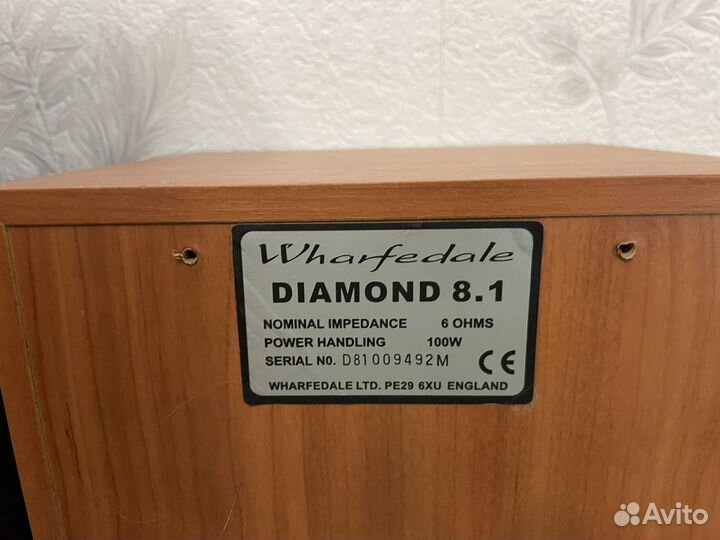 Wharfedale
DIAMOND 8.1
NOMINAL IMPEDANCE 6 OHMS
POWER HANDLING 100W
SERIAL NO. D81009492M
CE
WHARFEDALE LTD. PE29 6XU ENGLAND
Avito